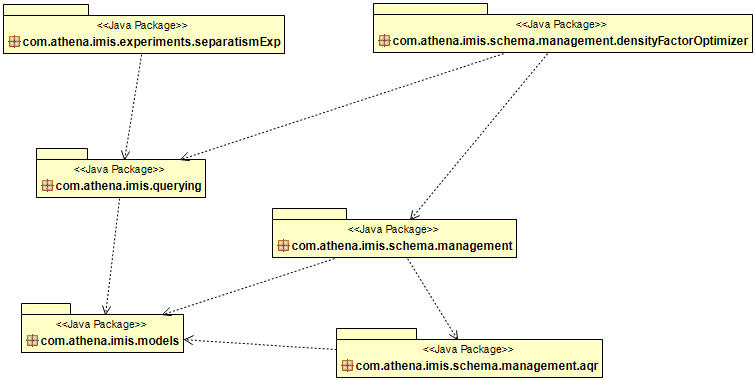 <<Java Package>>
com.athena.imis.experiments.separatismExp
<<Java Package>>
com.athena.imis.schema.management.densityFactorOptimizer
<<Java Package>>
com.athena.imis.querying
<<Java Package>>
com.athena.imis.schema.management
<<Java Package>>
com.athena.imis.models
<<Java Package>>
com.athena.imis.schema.management.aqr